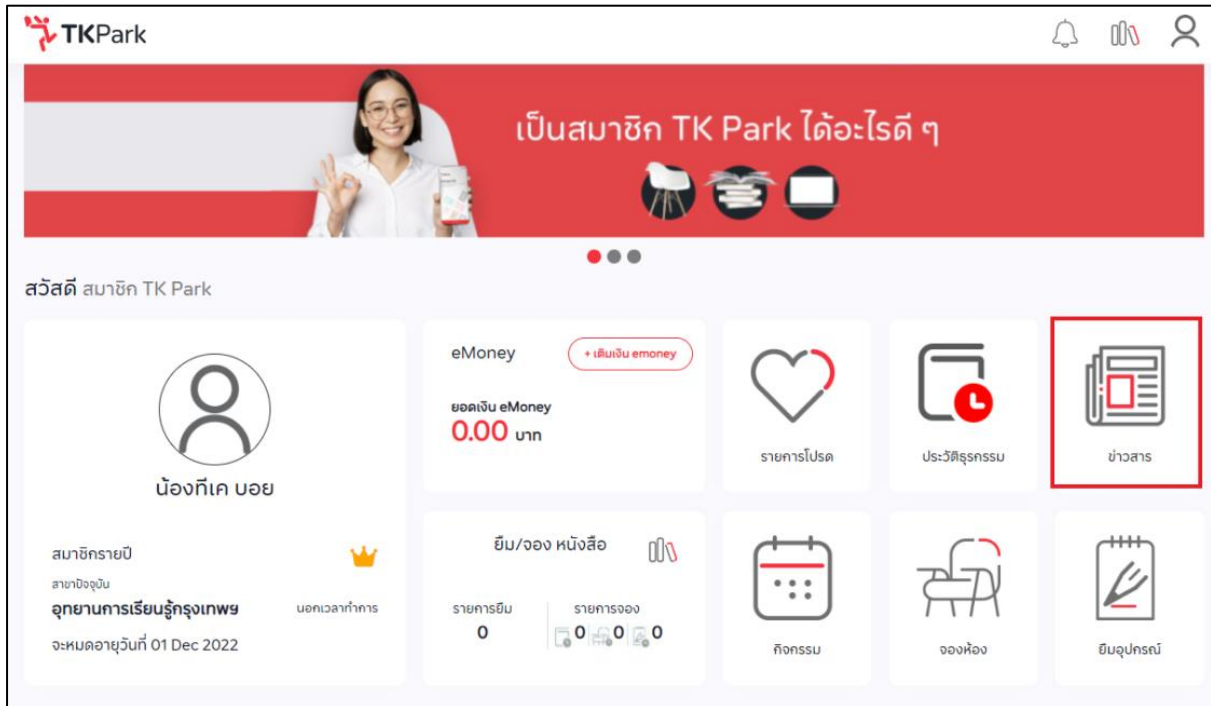 TKPark
เป็นสมาชิก TK Park ได้อะไรดี ๆ
สวัสดี สมาชิก TK Park
น้องทีเค บอย
สมาชิกรายปี
สาขาปัจจุบัน
อุทยานการเรียนรู้กรุงเทพฯ นอกเวลาทำการ
จะหมดอายุวันที่ 01 Dec 2022
eMoney + เติมเงิน emoney
ยอดเงิน eMoney
0.00 บาท
รายการโปรด
ประวัติธุรกรรม
ข่าวสาร
ยืม/จอง หนังสือ
รายการยืม รายการจอง
0 0 0 0
กิจกรรม
จองห้อง
ยืมอุปกรณ์